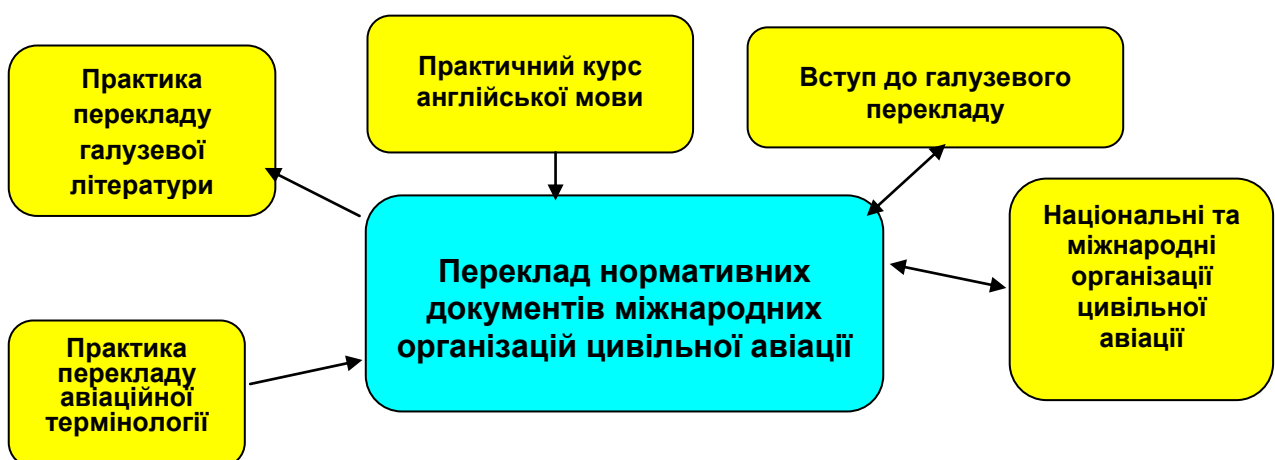 Практика
перекладу
галузевої
літератури
Практичний курс
англійської мови
Вступ до галузевого
перекладу
Національні та
міжнародні
організації
цивільної
авіації
Переклад нормативних
документів міжнародних
організацій цивільної авіації
Практика
перекладу
авіаційної
термінології